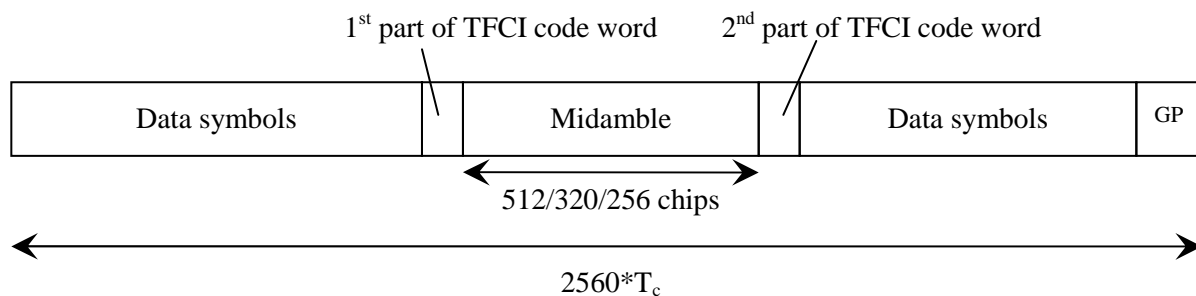 1st part of TFCI code word
2nd part of TFCI code word
Data symbols
Midamble
Data symbols
GP
512/320/256 chips
2560*Tc